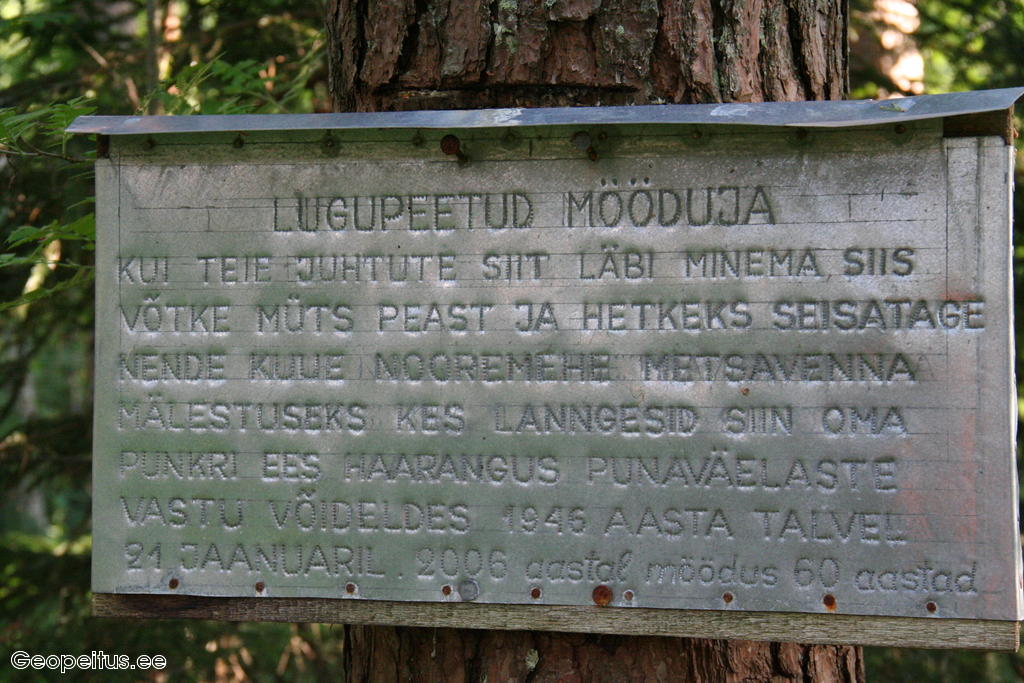 LUGUPEETUD MÖÖDUJA
KUI TEIE JUHTUTE SIIT LÄBI MINEMA, SIIS
VÕTKE MÜTS PEAST JA HETKEKS SEISATAGE
NENDE KUUE NOOREMEHE METSAVENNA
MÄLESTUSEKS KES LANNGESID SIIN OMA
PUNKRI EES HAARANGUS PUNAVÄELASTE
VASTU VÕIDELDES 1946 AASTA TALVEL
21. JAANUARIL. 2006 aastal möödus 60 aastad
Geopeitus.ee